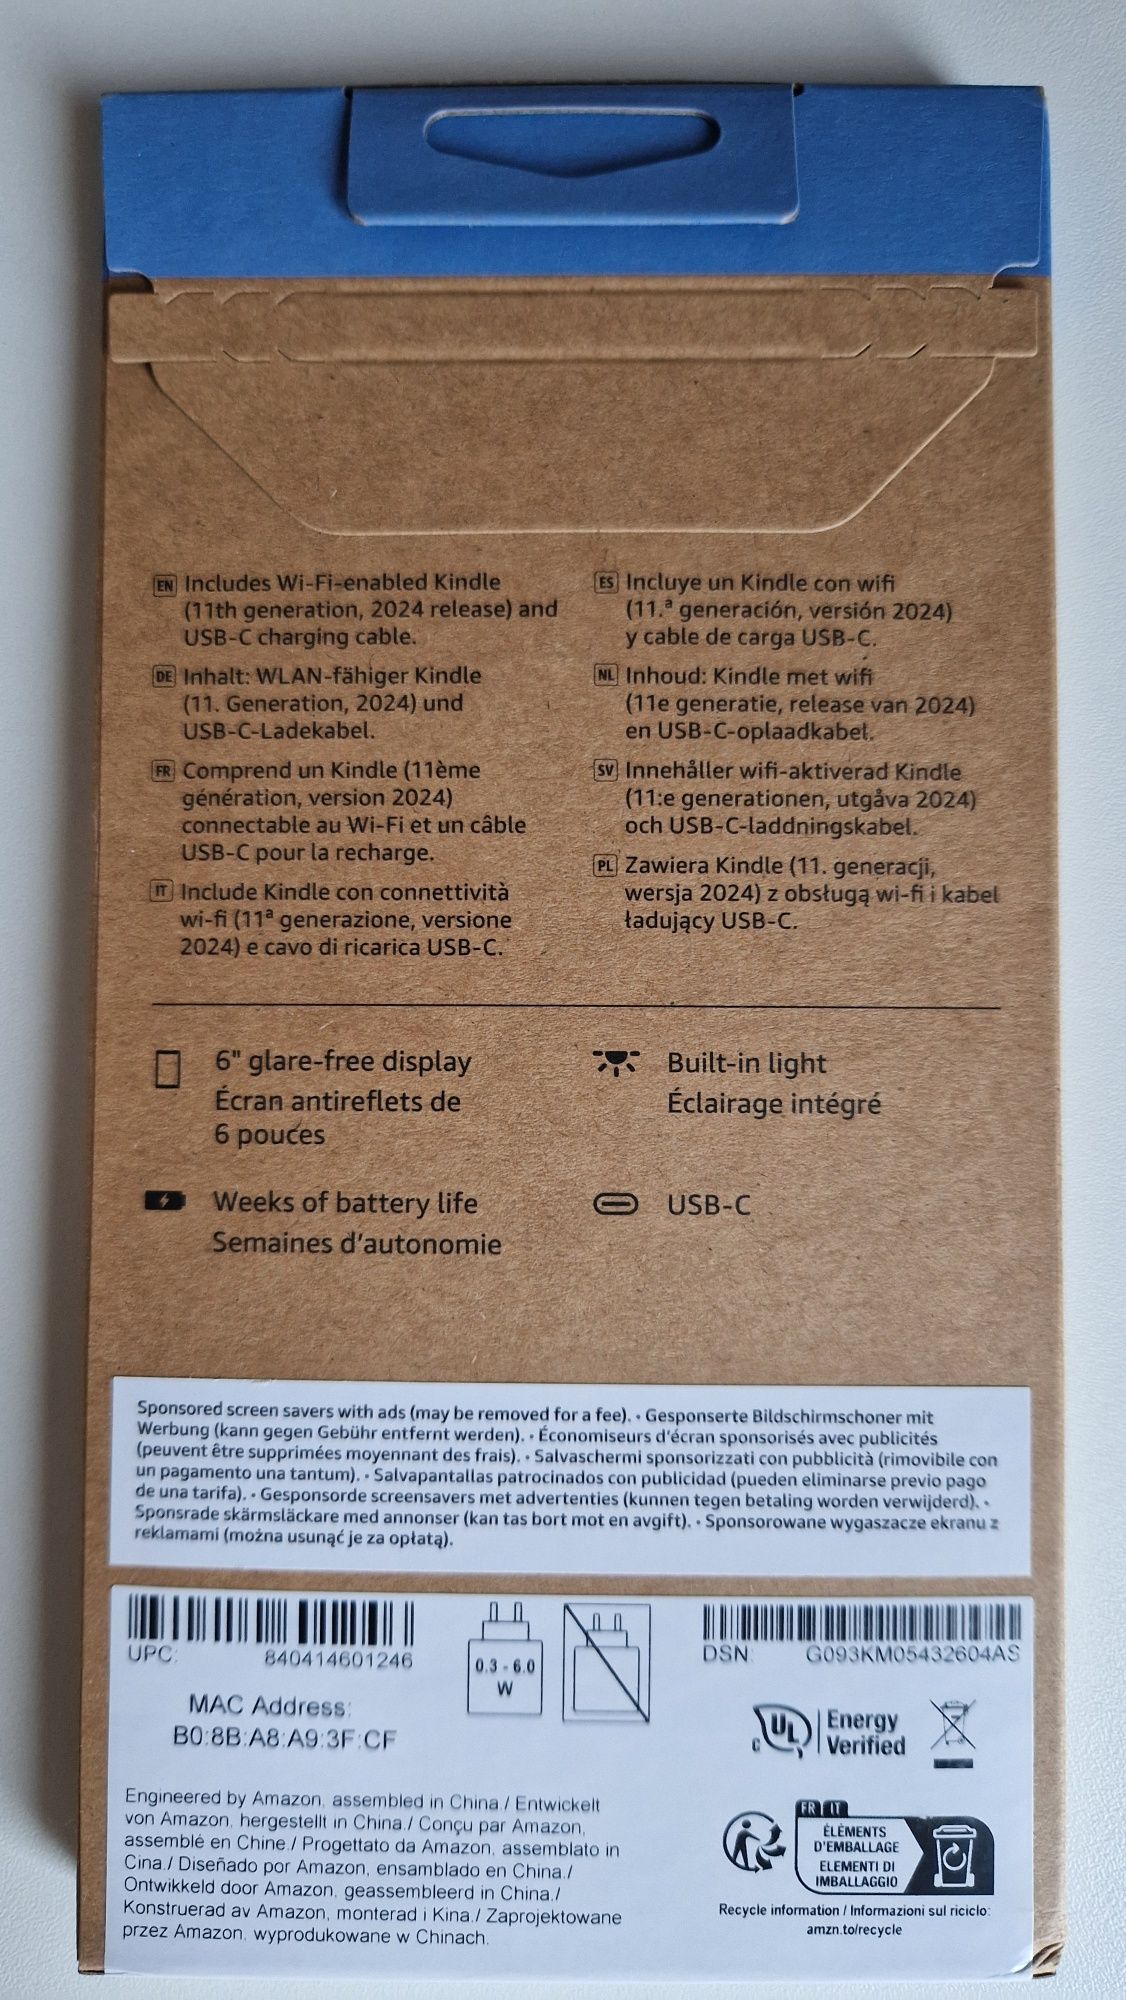 EN Includes Wi-Fi-enabled Kindle
(11th generation, 2024 release) and
USB-C charging cable.
DE Inhalt: WLAN-fähiger Kindle
(11. Generation, 2024) und
USB-C-Ladekabel.
FR Comprend un Kindle (11ème
génération, version 2024)
connectable au Wi-Fi et un câble
USB-C pour la recharge.
IT Include Kindle con connettività
wi-fi (11ª generazione, versione
2024) e cavo di ricarica USB-C.
ES Incluye un Kindle con wifi
(11.ª generación, versión 2024)
y cable de carga USB-C.
NL Inhoud: Kindle met wifi
(11e generatie, release van 2024)
en USB-C-oplaadkabel.
SV Innehåller wifi-aktiverad Kindle
(11:e generationen, utgåva 2024)
och USB-C-laddningskabel.
PL Zawiera Kindle (11. generacji,
wersja 2024) z obsługą wi-fi i kabel
ładujący USB-C.
6" glare-free display
Écran antireflets de
6 pouces
Built-in light
Éclairage intégré
Weeks of battery life
Semaines d'autonomie
USB-C
Sponsored screen savers with ads (may be removed for a fee). • Gesponserte Bildschirmschoner mit
Werbung (kann gegen Gebühr entfernt werden). • Économiseurs d'écran sponsorisés avec publicités
(peuvent être supprimées moyennant des frais). • Salvaschermi sponsorizzati con pubblicità (rimovibile con
un pagamento una tantum). • Salvapantallas patrocinados con publicidad (pueden eliminarse previo pago
de una tarifa). • Gesponsorde screensavers met advertenties (kunnen tegen betaling worden verwijderd). •
Sponsrade skärmsläckare med annonser (kan tas bort mot en avgift). • Sponsorowane wygaszacze ekranu z
reklamami (można usunąć je za opłatą).
UPC: 840414601246
MAC Address:
B0:8B:A8:A9:3F:CF
0.3 - 6.0
W
DSN: G093KM05432604AS
c UL Energy
Verified
Engineered by Amazon, assembled in China./ Entwickelt
von Amazon, hergestellt in China./ Conçu par Amazon,
assemblé en Chine./ Progettato da Amazon, assemblato in
Cina./ Diseñado por Amazon, ensamblado en China./
Ontwikkeld door Amazon, geassembleerd in China./
Konstruerad av Amazon, monterad i Kina./ Zaprojektowane
przez Amazon, wyprodukowane w Chinach.
FR IT
ÉLÉMENTS
D'EMBALLAGE
ELEMENTI DI
IMBALLAGGIO
Recycle information / Informazioni sul riciclo:
amzn.to/recycle